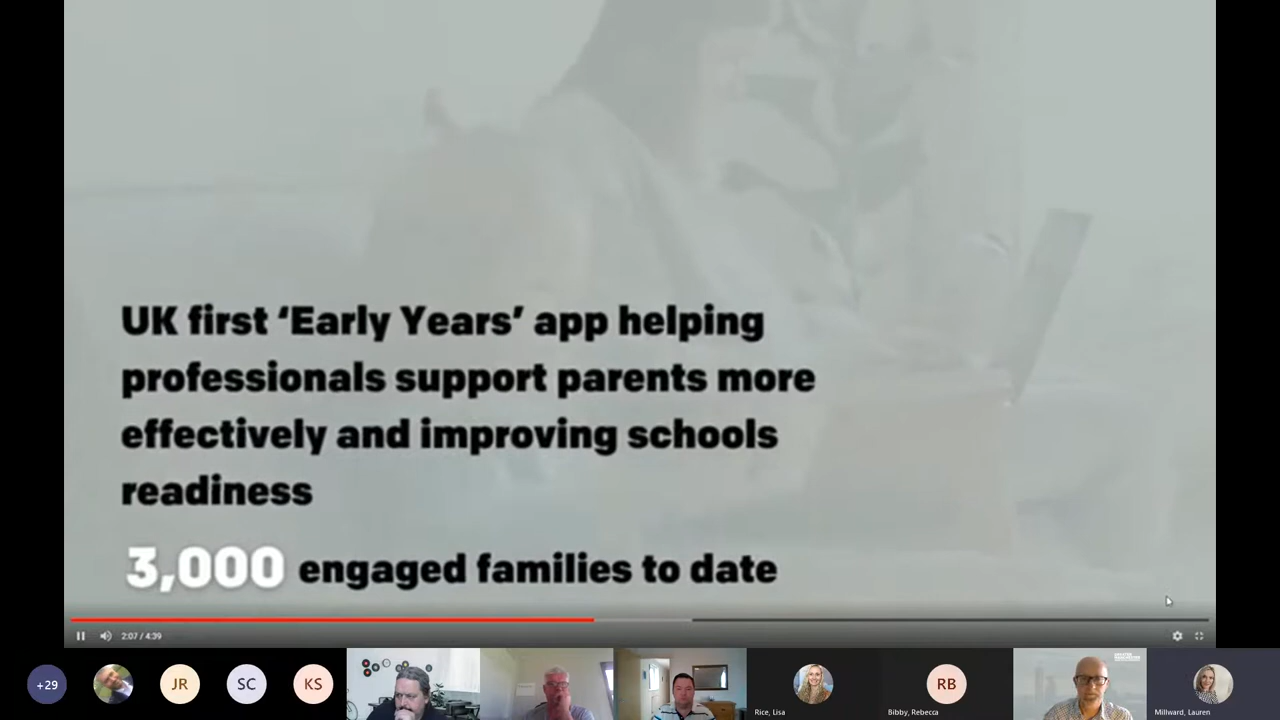 UK first ‘Early Years’ app helping
professionals support parents more
effectively and improving schools
readiness
3,000 engaged families to date
2:07 / 4:39
+29
JR
SC
KS
Rice, Lisa
RB
Bibby, Rebecca
Millward, Lauren